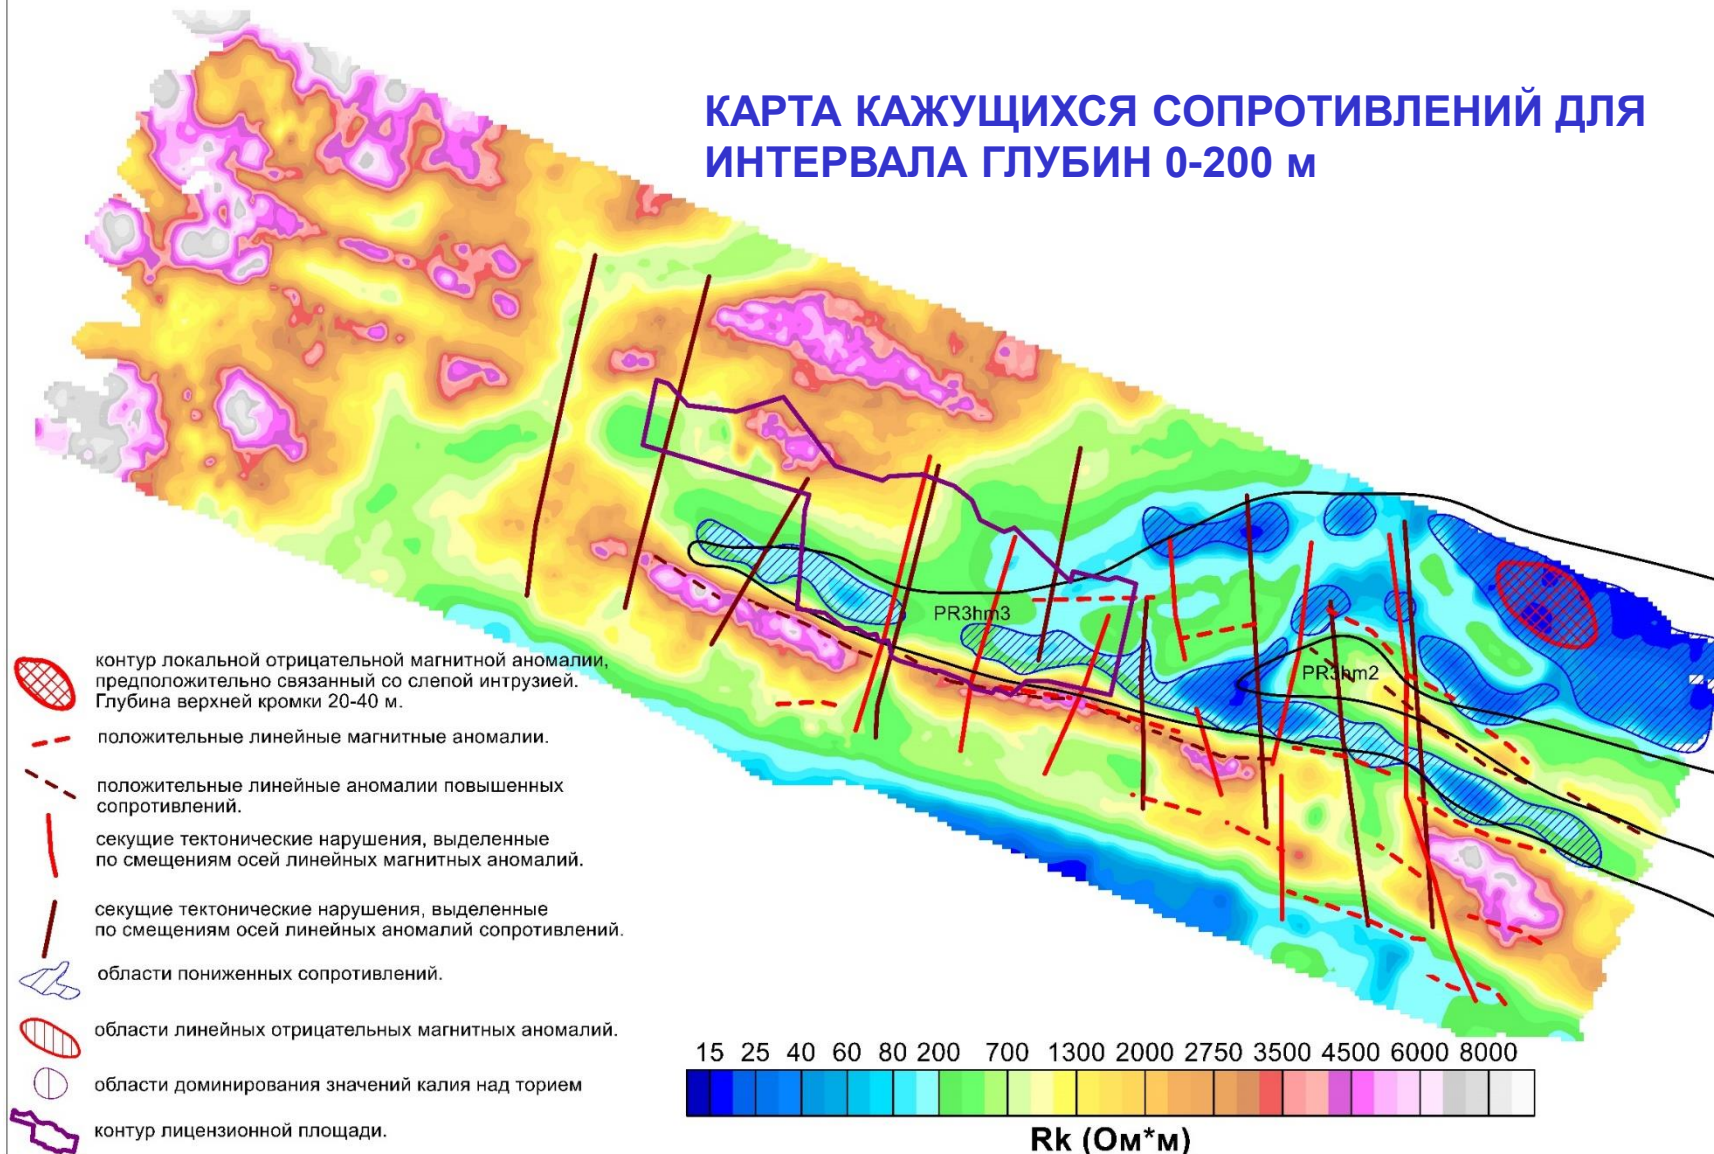 КАРТА КАЖУЩИХСЯ СОПРОТИВЛЕНИЙ ДЛЯ
ИНТЕРВАЛА ГЛУБИН 0-200 м
PR3hm3
PR3hm2
контур локальной отрицательной магнитной аномалии,
предположительно связанный со слепой интрузией.
Глубина верхней кромки 20-40 м.
положительные линейные магнитные аномалии.
положительные линейные аномалии повышенных
сопротивлений.
секущие тектонические нарушения, выделенные
по смещениям осей линейных магнитных аномалий.
секущие тектонические нарушения, выделенные
по смещениям осей линейных аномалий сопротивлений.
области пониженных сопротивлений.
области линейных отрицательных магнитных аномалий.
области доминирования значений калия над торием
контур лицензионной площади.
15 25 40 60 80 200 700 1300 2000 2750 3500 4500 6000 8000
Rk (Ом*м)